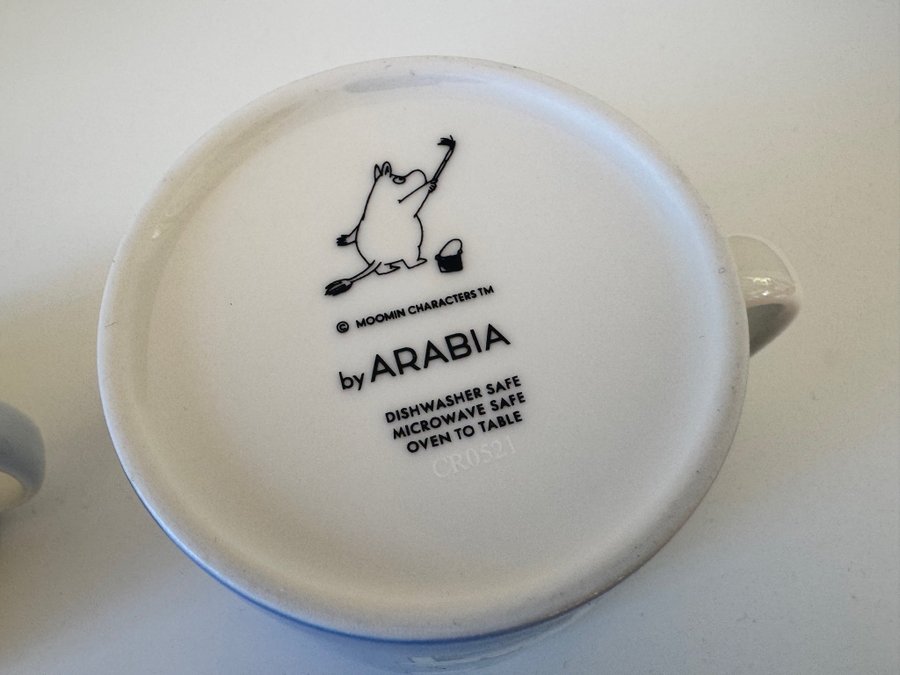 © MOOMIN CHARACTERS™
by ARABIA
DISHWASHER SAFE
MICROWAVE SAFE
OVEN TO TABLE
CR0521